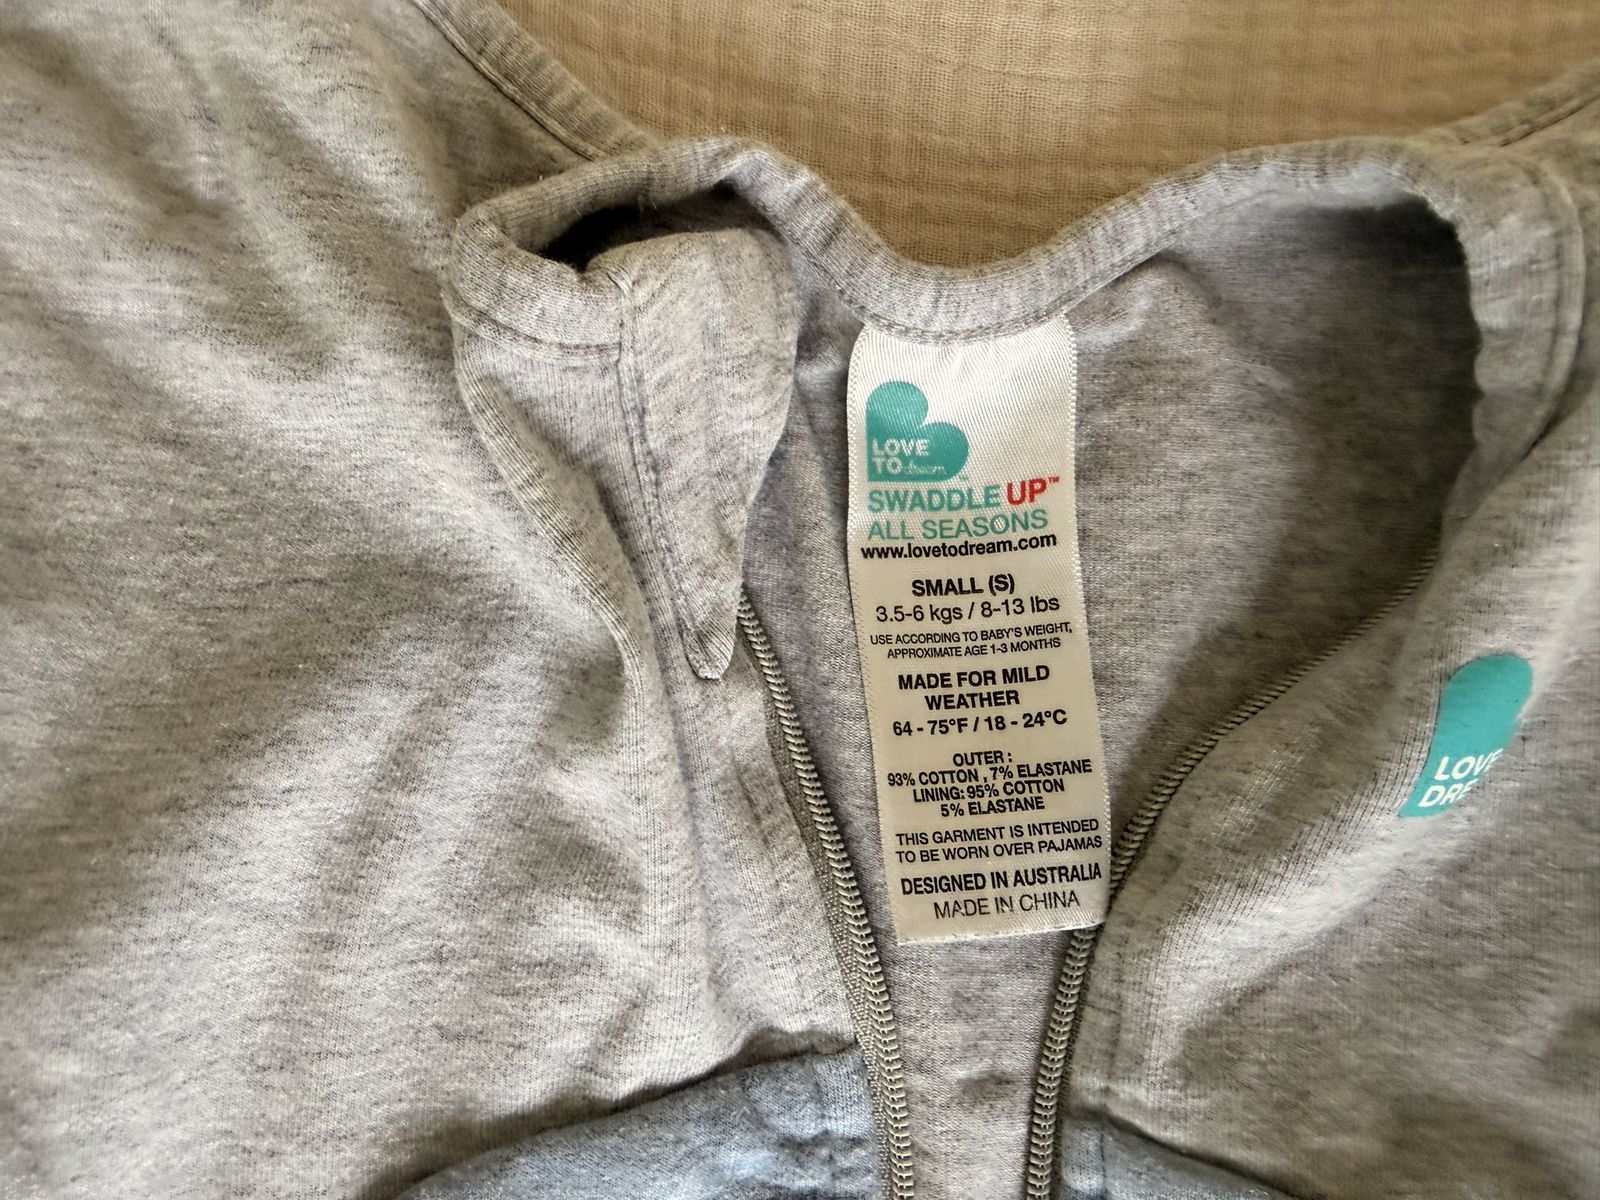 LOVE
TO dream
SWADDLE UP™
ALL SEASONS
www.lovetodream.com
SMALL (S)
3.5-6 kgs / 8-13 lbs
USE ACCORDING TO BABY'S WEIGHT,
APPROXIMATE AGE 1-3 MONTHS
MADE FOR MILD
WEATHER
64 - 75°F / 18 - 24°C
OUTER :
93% COTTON , 7% ELASTANE
LINING: 95% COTTON
5% ELASTANE
THIS GARMENT IS INTENDED
TO BE WORN OVER PAJAMAS
DESIGNED IN AUSTRALIA
MADE IN CHINA
LOVE
DRE